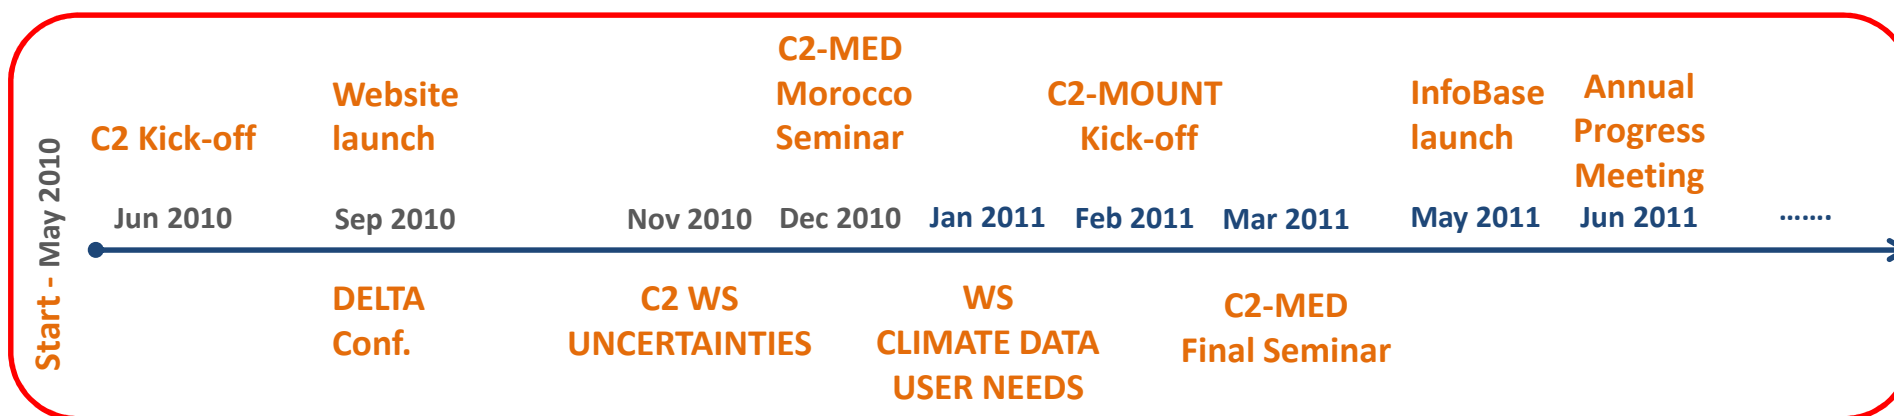 Start - May 2010
C2 Kick-off
Website
launch
C2-MED
Morocco
Seminar
C2-MOUNT
Kick-off
InfoBase
launch
Annual
Progress
Meeting
Jun 2010
Sep 2010
Nov 2010
Dec 2010
Jan 2011
Feb 2011
Mar 2011
May 2011
Jun 2011
.......
DELTA
Conf.
C2 WS
UNCERTAINTIES
WS
CLIMATE DATA
USER NEEDS
C2-MED
Final Seminar